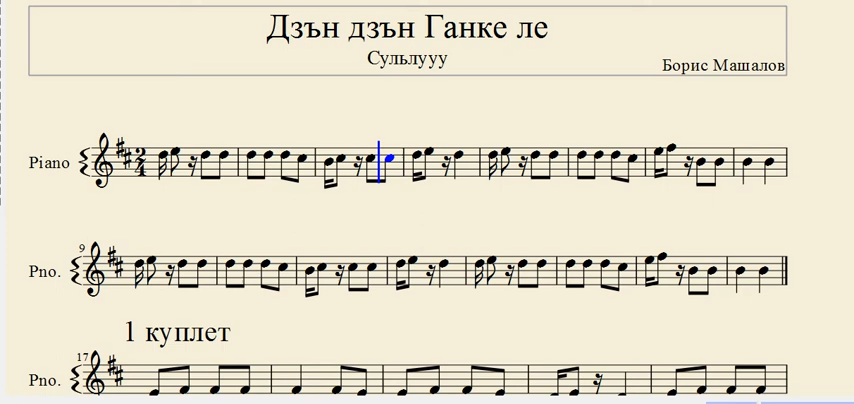 Дзън дзън Ганке ле
Сульлууу
Борис Машалов
Piano
2
4
9
Pno.
1 куплет
17
Pno.